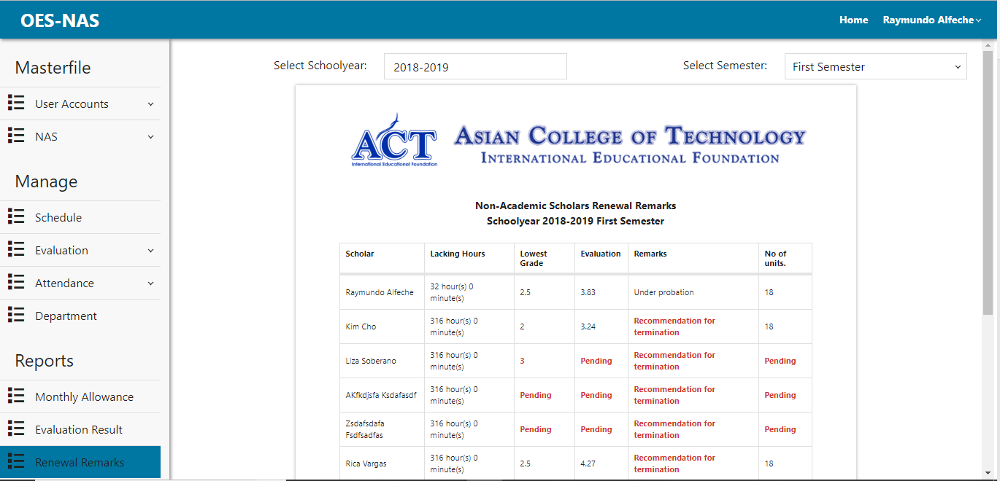 OES-NAS
Home
Raymundo Alfeche
Masterfile
User Accounts
NAS
Manage
Schedule
Evaluation
Attendance
Department
Reports
Monthly Allowance
Evaluation Result
Renewal Remarks
Select Schoolyear:
2018-2019
Select Semester:
First Semester
ACT
International Educational Foundation
ASIAN COLLEGE OF TECHNOLOGY
INTERNATIONAL EDUCATIONAL FOUNDATION
Non-Academic Scholars Renewal Remarks
Schoolyear 2018-2019 First Semester
Scholar
Lacking Hours
Lowest
Grade
Evaluation
Remarks
No of
units.
Raymundo Alfeche
32 hour(s) 0
minute(s)
2.5
3.83
Under probation
18
Kim Cho
316 hour(s) 0
minute(s)
2
3.24
Recommendation for
termination
18
Liza Soberano
316 hour(s) 0
minute(s)
3
Pending
Recommendation for
termination
Pending
AKfkdjsfa Ksdafasdf
316 hour(s) 0
minute(s)
Pending
Pending
Recommendation for
termination
Pending
Zsdafsdafa
Fsdfsadfas
316 hour(s) 0
minute(s)
Pending
Pending
Recommendation for
termination
Pending
Rica Vargas
316 hour(s) 0
minute(s)
2.5
4.27
Recommendation for
termination
18